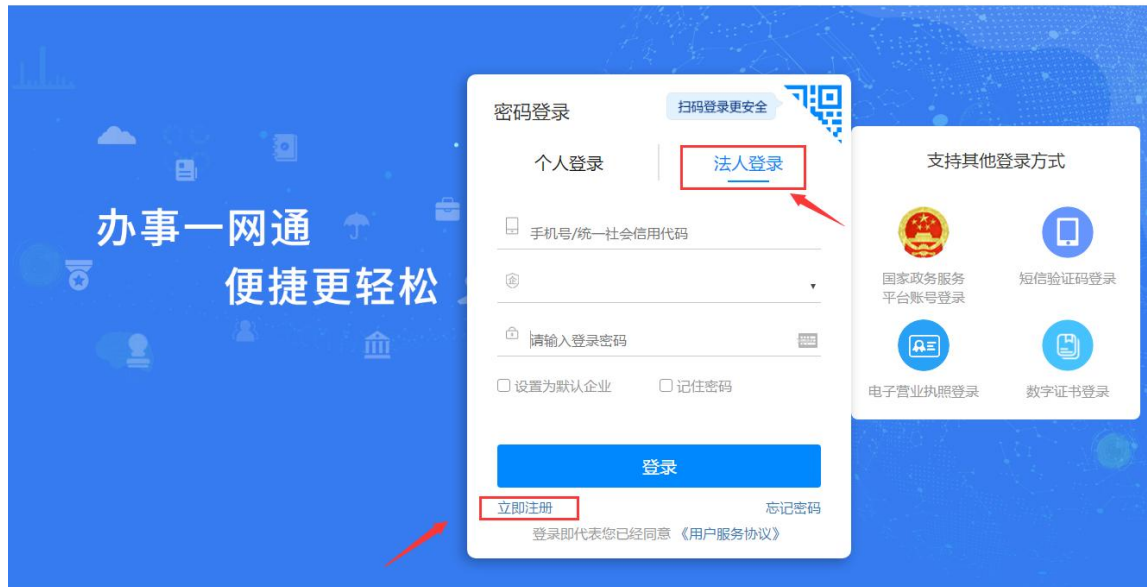 办事一网通
便捷更轻松
密码登录
扫码登录更安全
个人登录
法人登录
手机号/统一社会信用代码
请输入登录密码
设置为默认企业
记住密码
登录
立即注册
忘记密码
登录即代表您已经同意 《用户服务协议》
支持其他登录方式
国家政务服务
平台账号登录
短信验证码登录
电子营业执照登录
数字证书登录